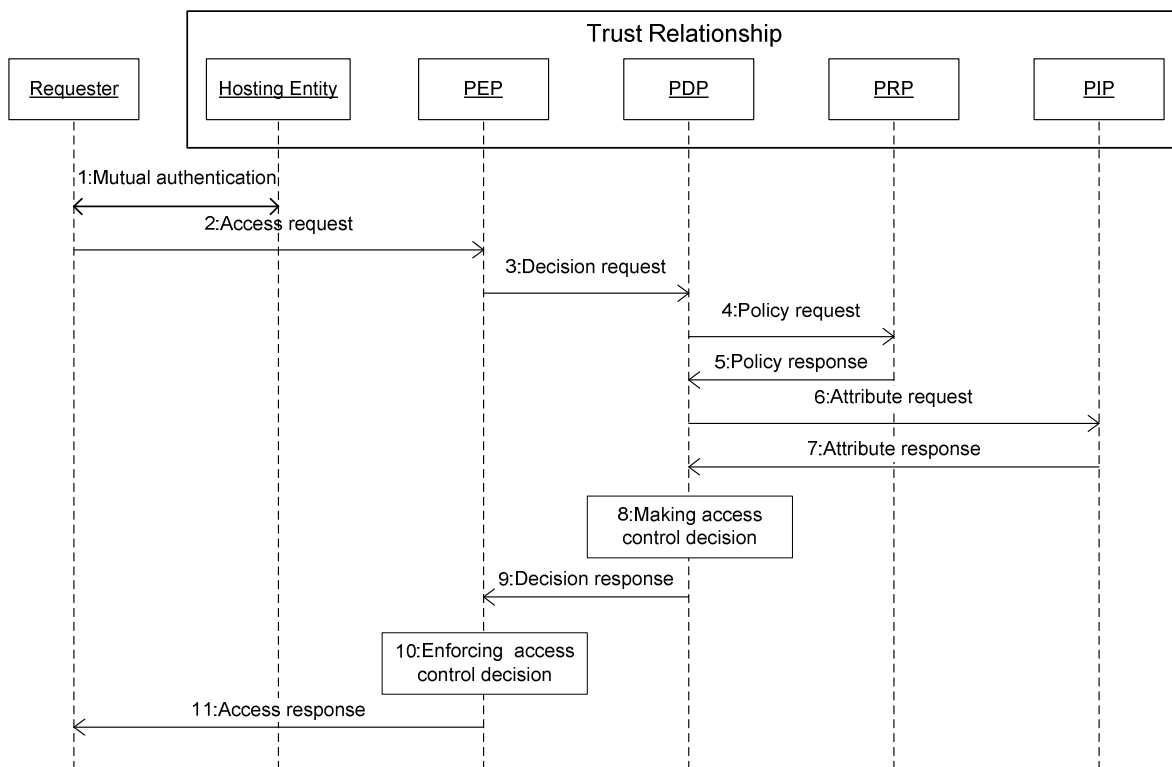 Trust Relationship
Requester
Hosting Entity
PEP
PDP
PRP
PIP
1:Mutual authentication
2:Access request
3:Decision request
4:Policy request
5:Policy response
6:Attribute request
7:Attribute response
8:Making access
control decision
9:Decision response
10:Enforcing access
control decision
11:Access response